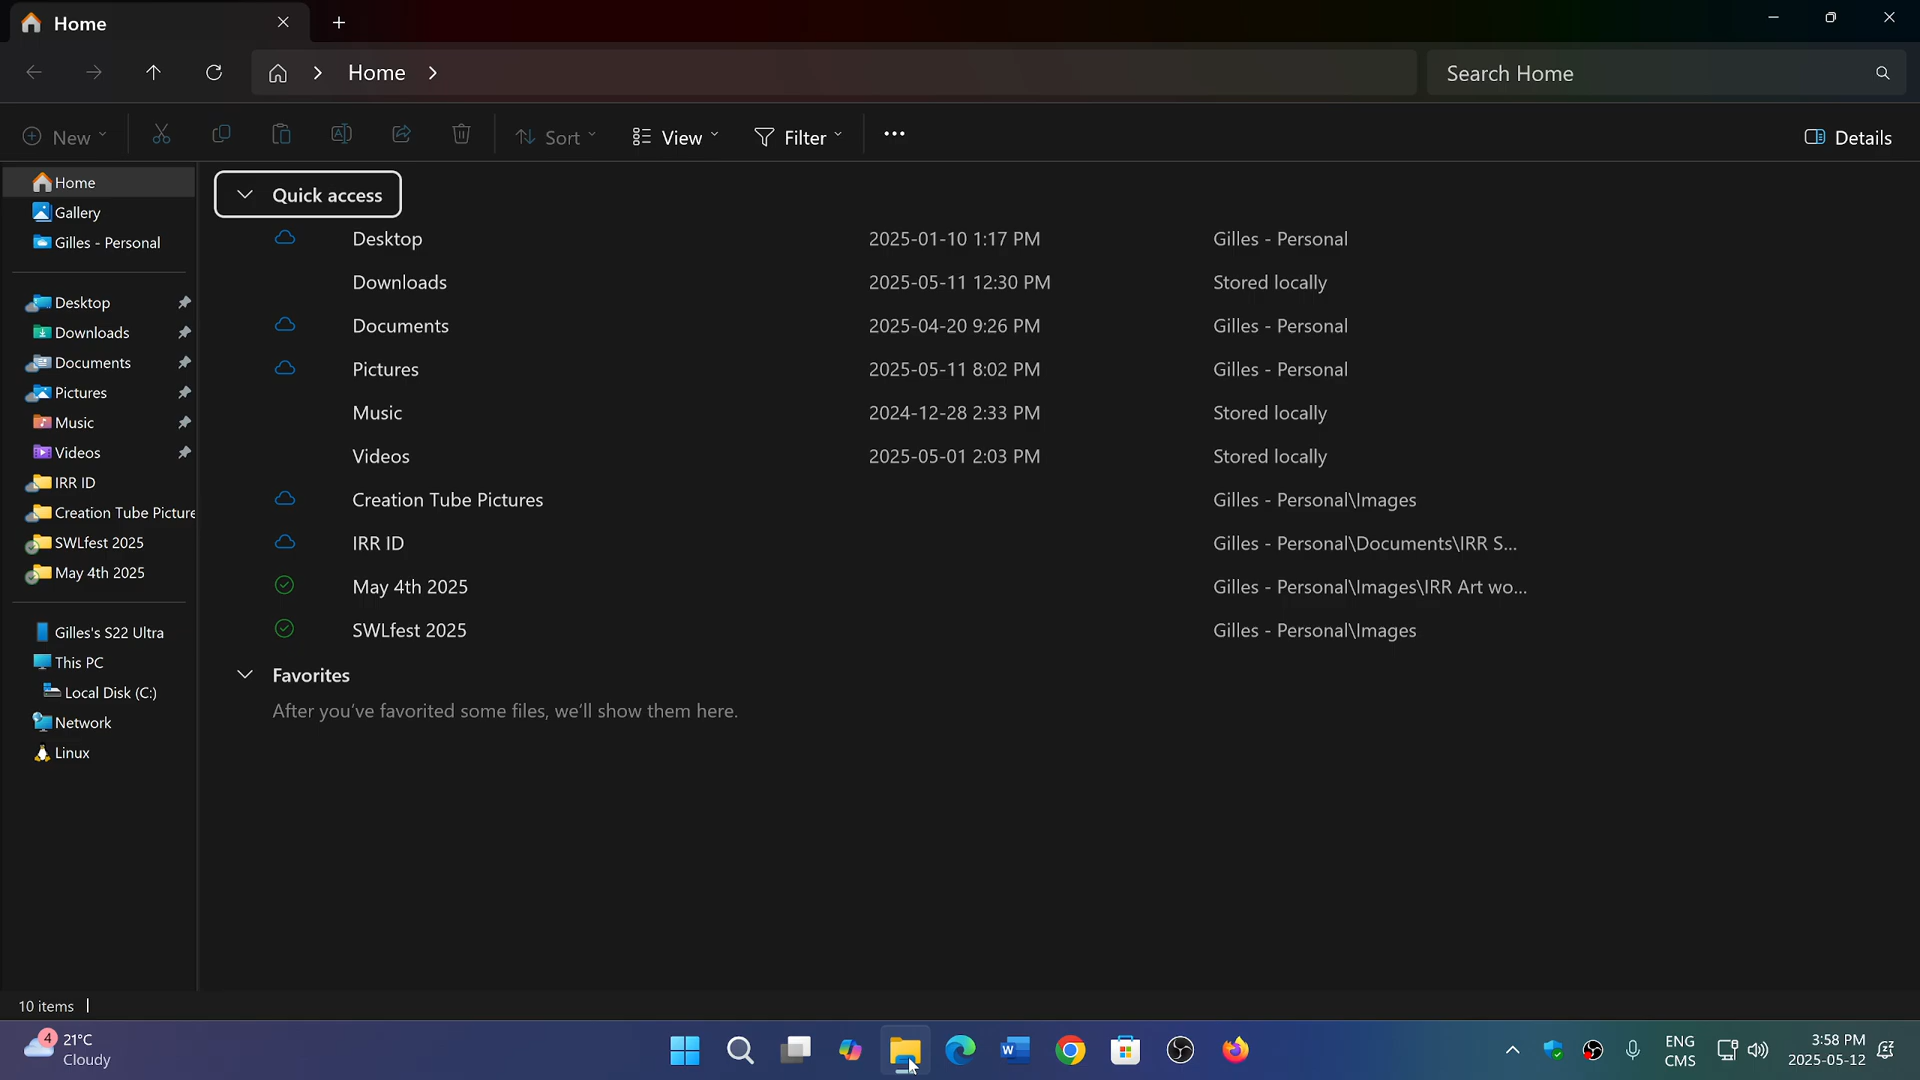 Home
Home
Search Home
New
Sort
View
Filter
Details
Home
Gallery
Gilles - Personal
Desktop
Downloads
Documents
Pictures
Music
Videos
IRR ID
Creation Tube Picture
SWLfest 2025
May 4th 2025
Gilles's S22 Ultra
This PC
Local Disk (C:)
Network
Linux
Quick access
Desktop 2025-01-10 1:17 PM Gilles - Personal
Downloads 2025-05-11 12:30 PM Stored locally
Documents 2025-04-20 9:26 PM Gilles - Personal
Pictures 2025-05-11 8:02 PM Gilles - Personal
Music 2024-12-28 2:33 PM Stored locally
Videos 2025-05-01 2:03 PM Stored locally
Creation Tube Pictures Gilles - Personal\Images
IRR ID Gilles - Personal\Documents\IRR S...
May 4th 2025 Gilles - Personal\Images\IRR Art wo...
SWLfest 2025 Gilles - Personal\Images
Favorites
After you've favorited some files, we'll show them here.
10 items
4
21°C
Cloudy
W
ENG
CMS
3:58 PM
2025-05-12